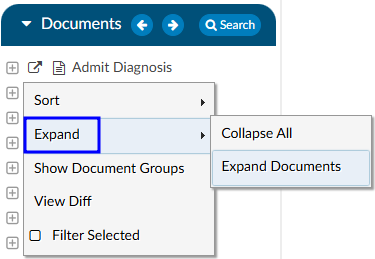 Documents Search
Admit Diagnosis
Sort
Expand
Collapse All
Show Document Groups
Expand Documents
View Diff
Filter Selected